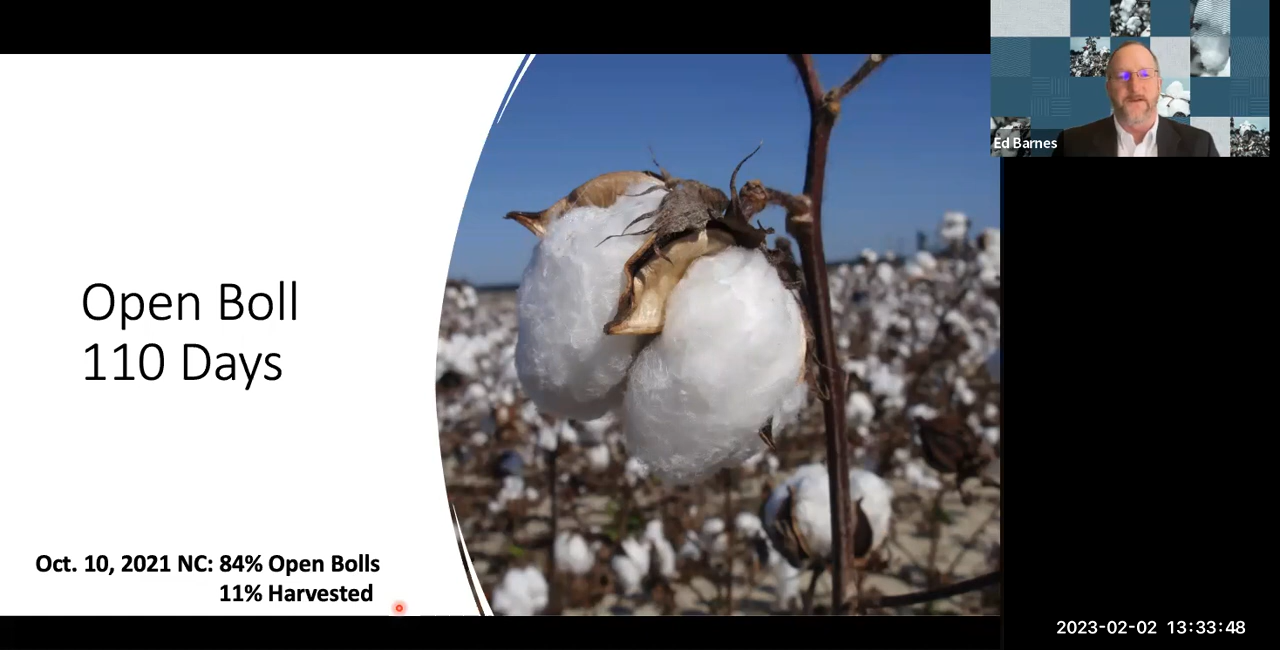 Ed Barnes
Open Boll
110 Days
Oct. 10, 2021 NC: 84% Open Bolls
11% Harvested
2023-02-02 13:33:48